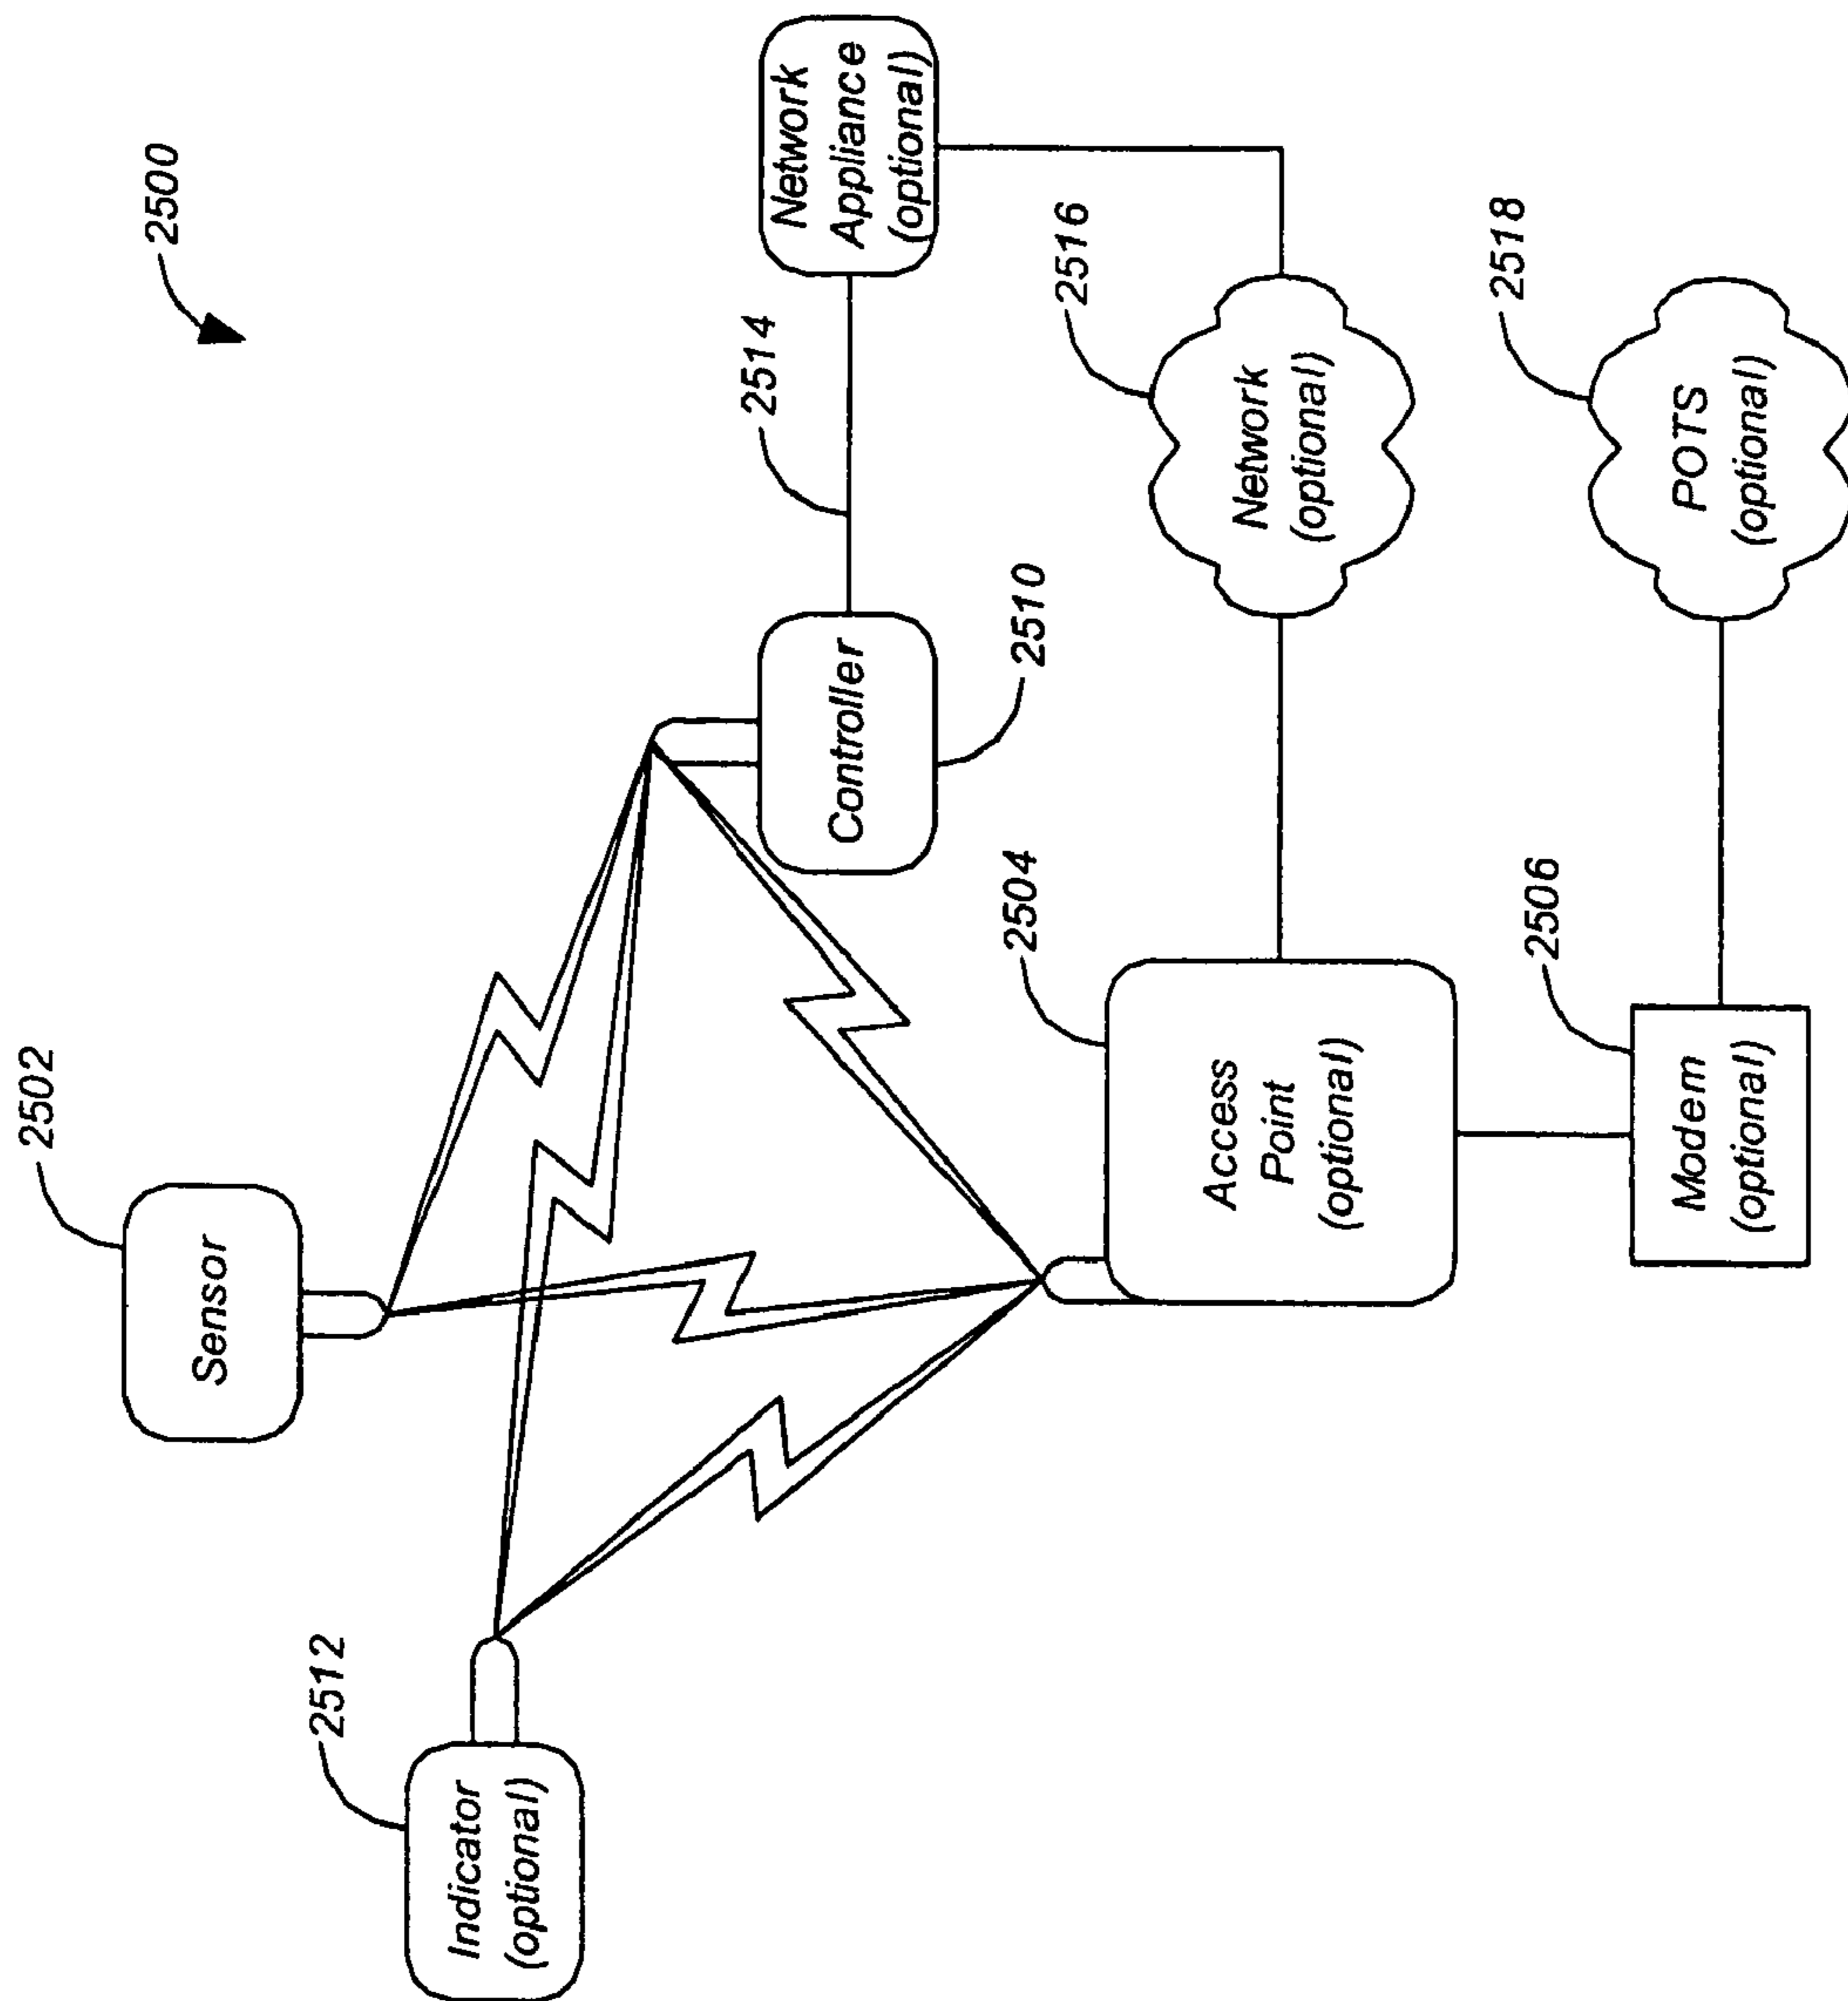 2500
2502
Sensor
2512
Indicator
(optional)
2514
Network
Appliance
(optional)
Controller
2510
2504
Access
Point
(optional)
2516
Network
(optional)
2506
Modem
(optional)
2518
POTS
(optional)